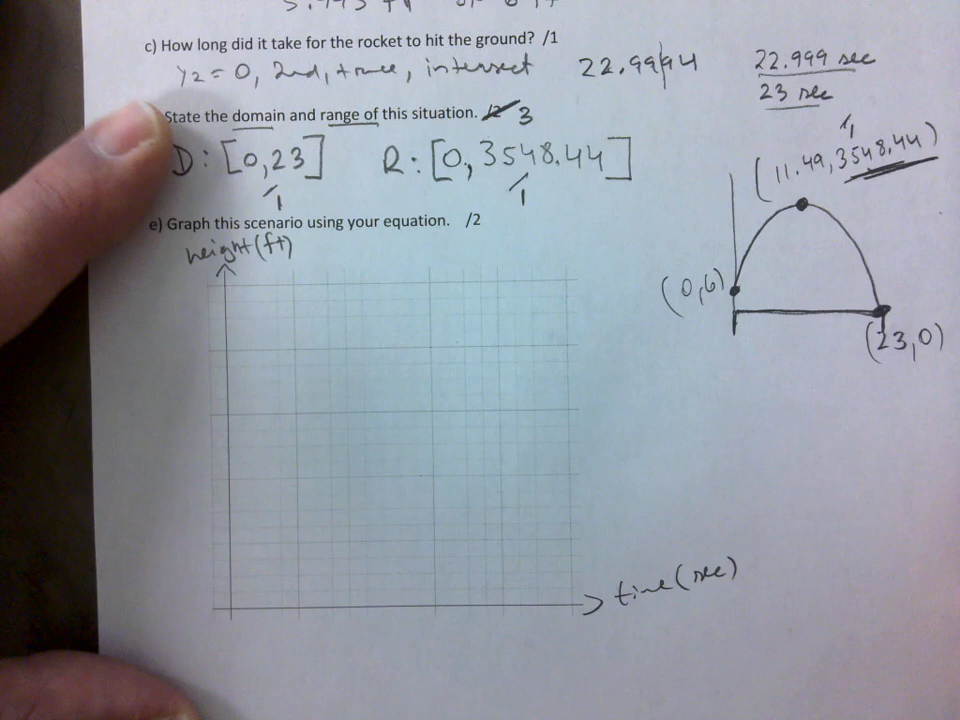 c) How long did it take for the rocket to hit the ground? /1
y2 = 0, 2nd, trace, intersect 22.9994 22.999 sec
23 sec
State the domain and range of this situation. /2 3
D: [0,23] R: [0, 3548.44]
1 1
1
(11.49, 3548.44)
e) Graph this scenario using your equation. /2
height (ft)
(0,6)
(23,0)
time (sec)